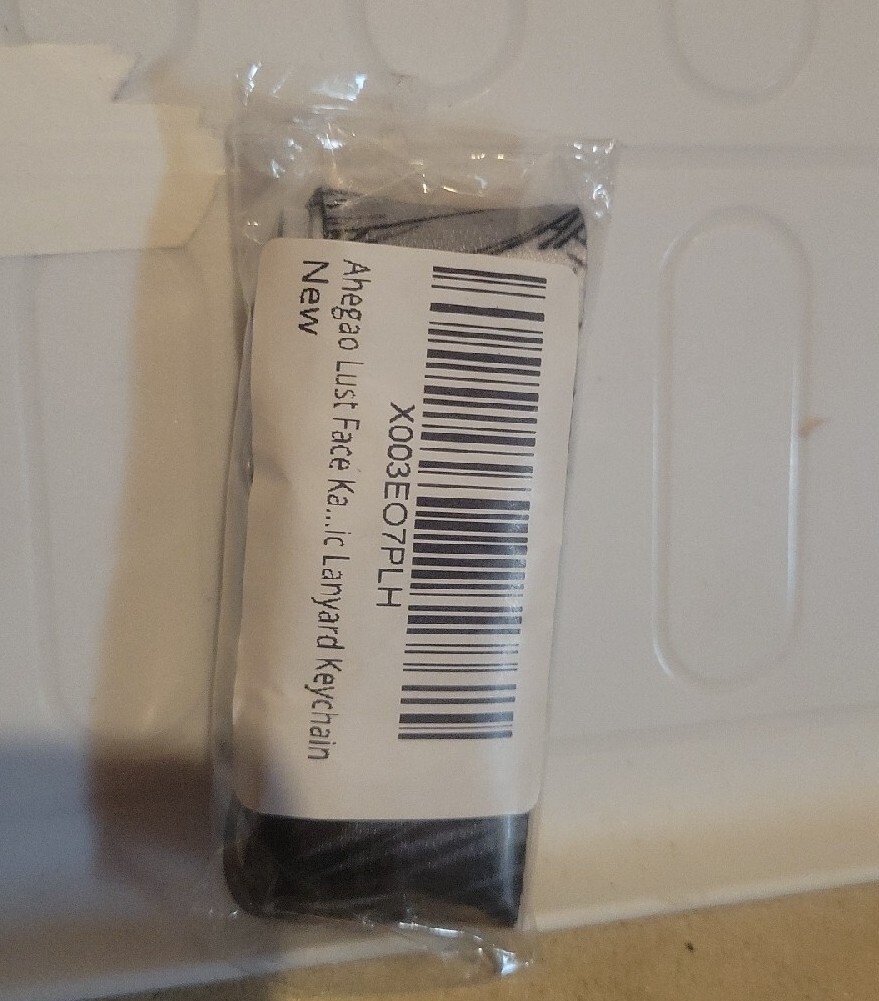 X003EO7PLH
Ahegao Lust Face Ka...ic Lanyard Keychain
New